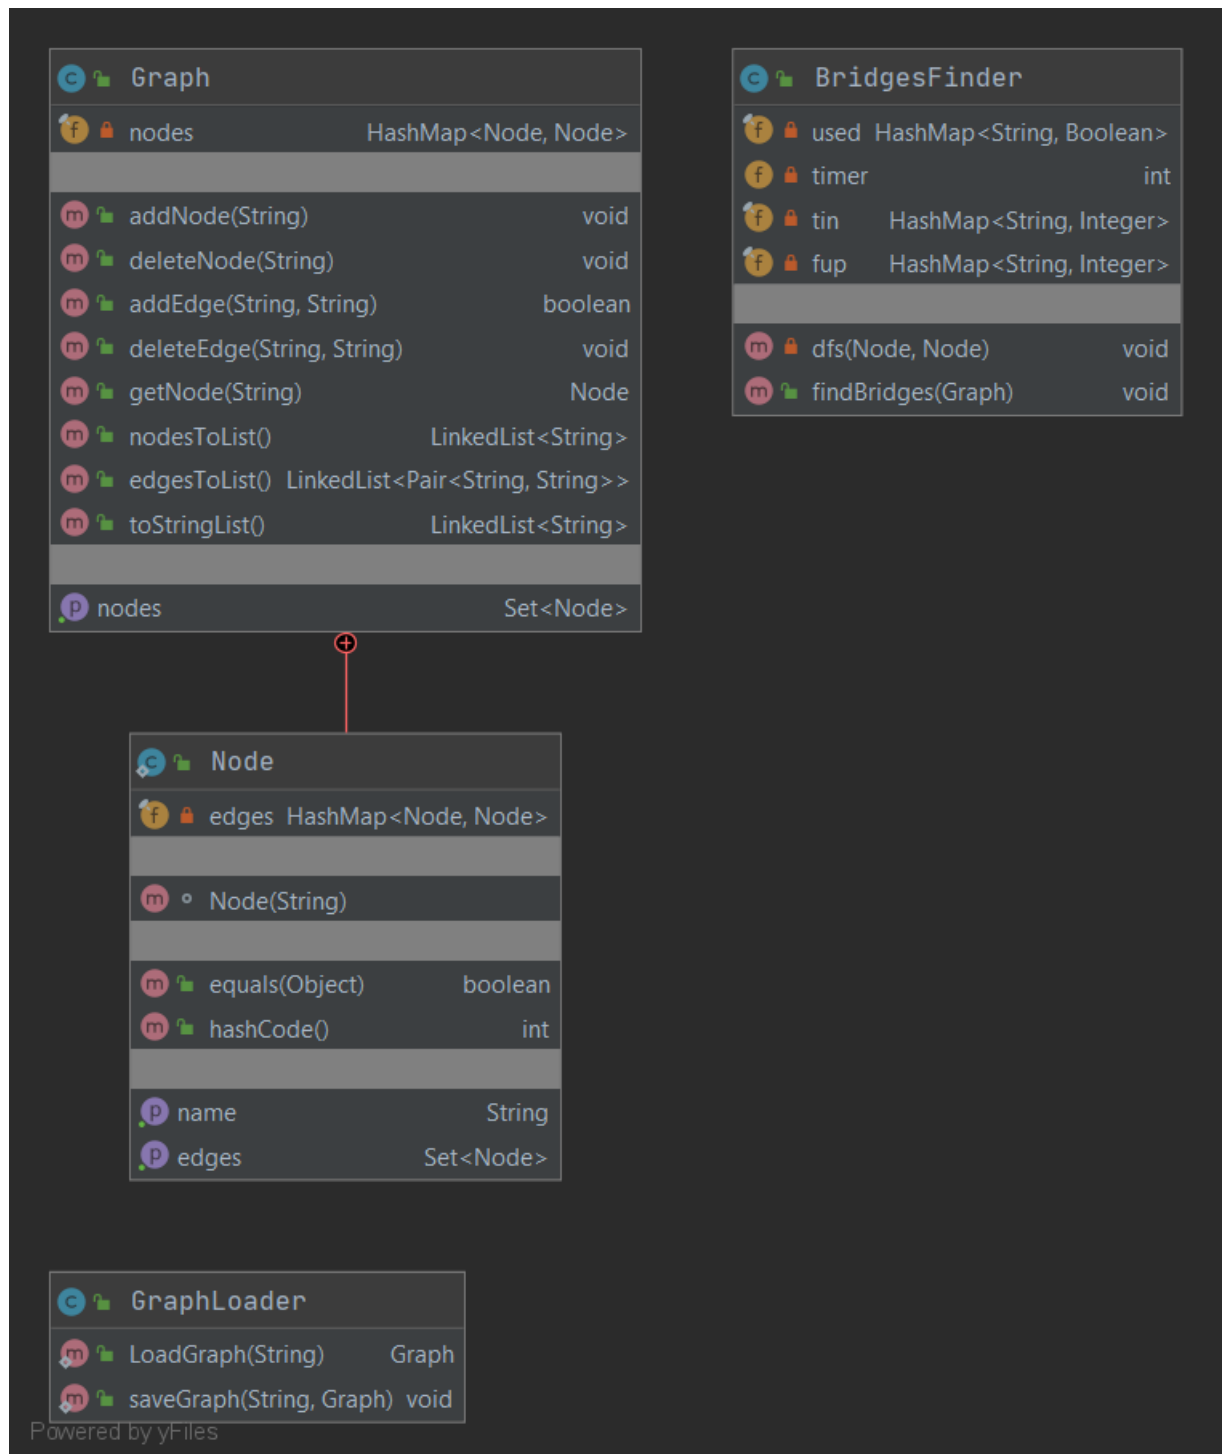 Graph
nodes HashMap<Node, Node>
addNode(String) void
deleteNode(String) void
addEdge(String, String) boolean
deleteEdge(String, String) void
getNode(String) Node
nodesToList() LinkedList<String>
edgesToList() LinkedList<Pair<String, String>>
toStringList() LinkedList<String>
nodes Set<Node>
BridgesFinder
used HashMap<String, Boolean>
timer int
tin HashMap<String, Integer>
fup HashMap<String, Integer>
dfs(Node, Node) void
findBridges(Graph) void
Node
edges HashMap<Node, Node>
Node(String)
equals(Object) boolean
hashCode() int
name String
edges Set<Node>
GraphLoader
LoadGraph(String) Graph
saveGraph(String, Graph) void
Powered by yFiles